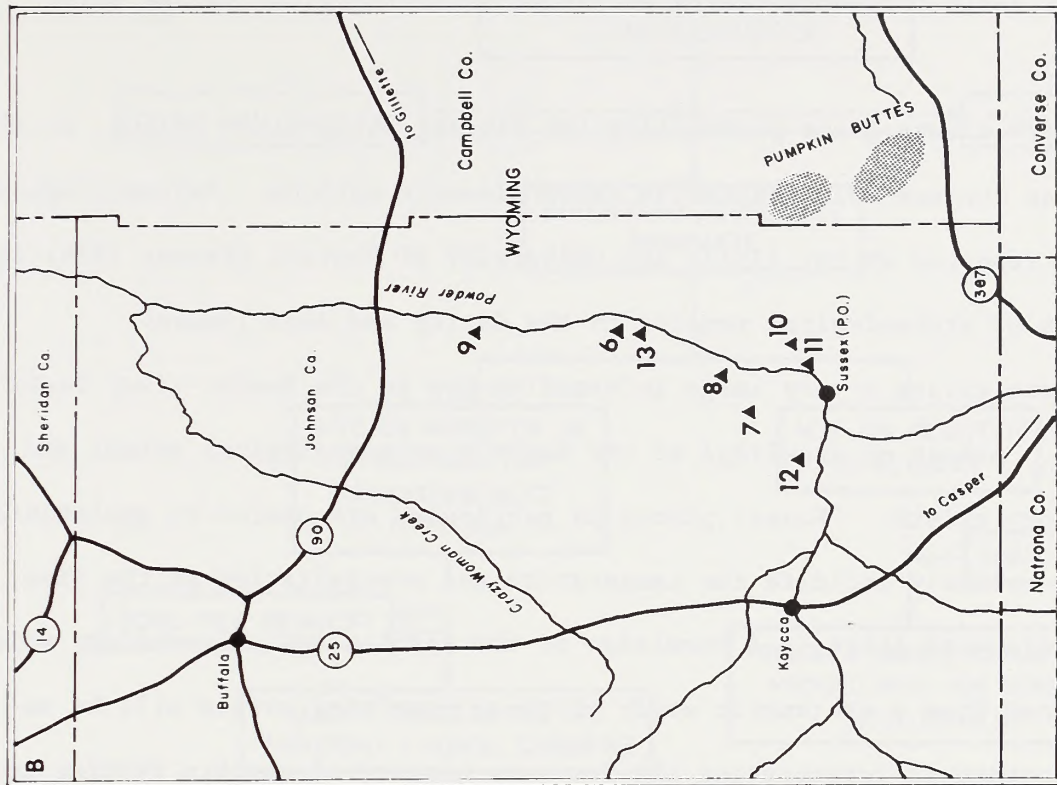 B
14
Sheridan Co.
Buffalo
90
25
Johnson Co.
to Gillette
Campbell Co.
Powder River
WYOMING
Crazy Woman Creek
9
6
13
8
7
10
11
12
Sussex (P.O.)
PUMPKIN BUTTES
Kaycee
to Casper
387
Natrona Co.
Converse Co.